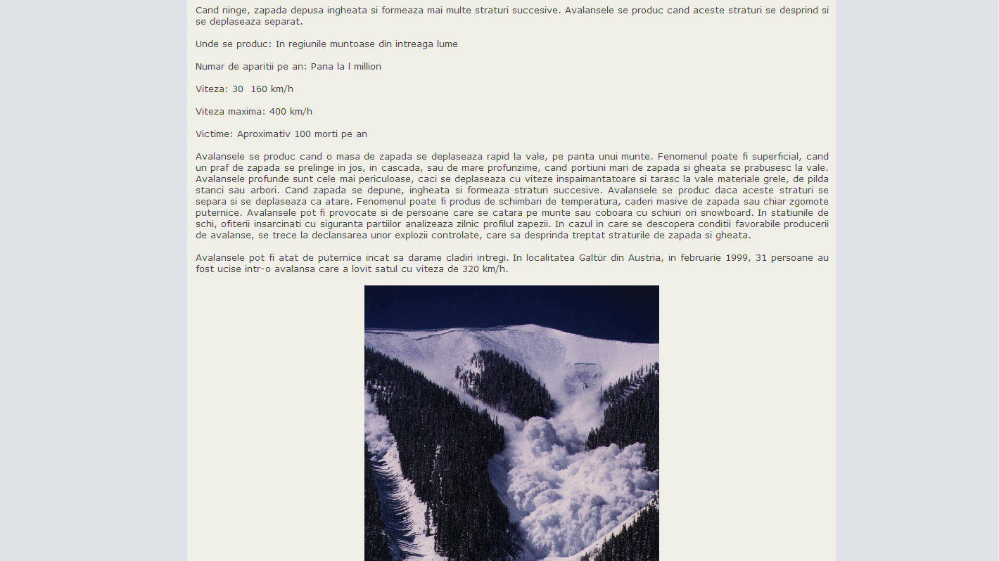 Cand ninge, zapada depusa ingheata si formeaza mai multe straturi succesive. Avalansele se produc cand aceste straturi se desprind si
se deplaseaza separat.
Unde se produc: In regiunile muntoase din intreaga lume
Numar de aparitii pe an: Pana la l million
Viteza: 30  160 km/h
Viteza maxima: 400 km/h
Victime: Aproximativ 100 morti pe an
Avalansele se produc cand o masa de zapada se deplaseaza rapid la vale, pe panta unui munte. Fenomenul poate fi superficial, cand
un praf de zapada se prelinge in jos, in cascada, sau de mare profunzime, cand portiuni mari de zapada si gheata se prabusesc la vale.
Avalansele profunde sunt cele mai periculoase, caci se deplaseaza cu viteze inspaimantatoare si tarasc la vale materiale grele, de pilda
stanci sau arbori. Cand zapada se depune, ingheata si formeaza straturi succesive. Avalansele se produc daca aceste straturi se
separa si se deplaseaza ca atare. Fenomenul poate fi produs de schimbari de temperatura, caderi masive de zapada sau chiar zgomote
puternice. Avalansele pot fi provocate si de persoane care se catara pe munte sau coboara cu schiuri ori snowboard. In statiunile de
schi, ofiterii insarcinati cu siguranta partiilor analizeaza zilnic profilul zapezii. In cazul in care se descopera conditii favorabile producerii
de avalanse, se trece la declansarea unor explozii controlate, care sa desprinda treptat straturile de zapada si gheata.
Avalansele pot fi atat de puternice incat sa darame cladiri intregi. In localitatea Galtür din Austria, in februarie 1999, 31 persoane au
fost ucise intr-o avalansa care a lovit satul cu viteza de 320 km/h.